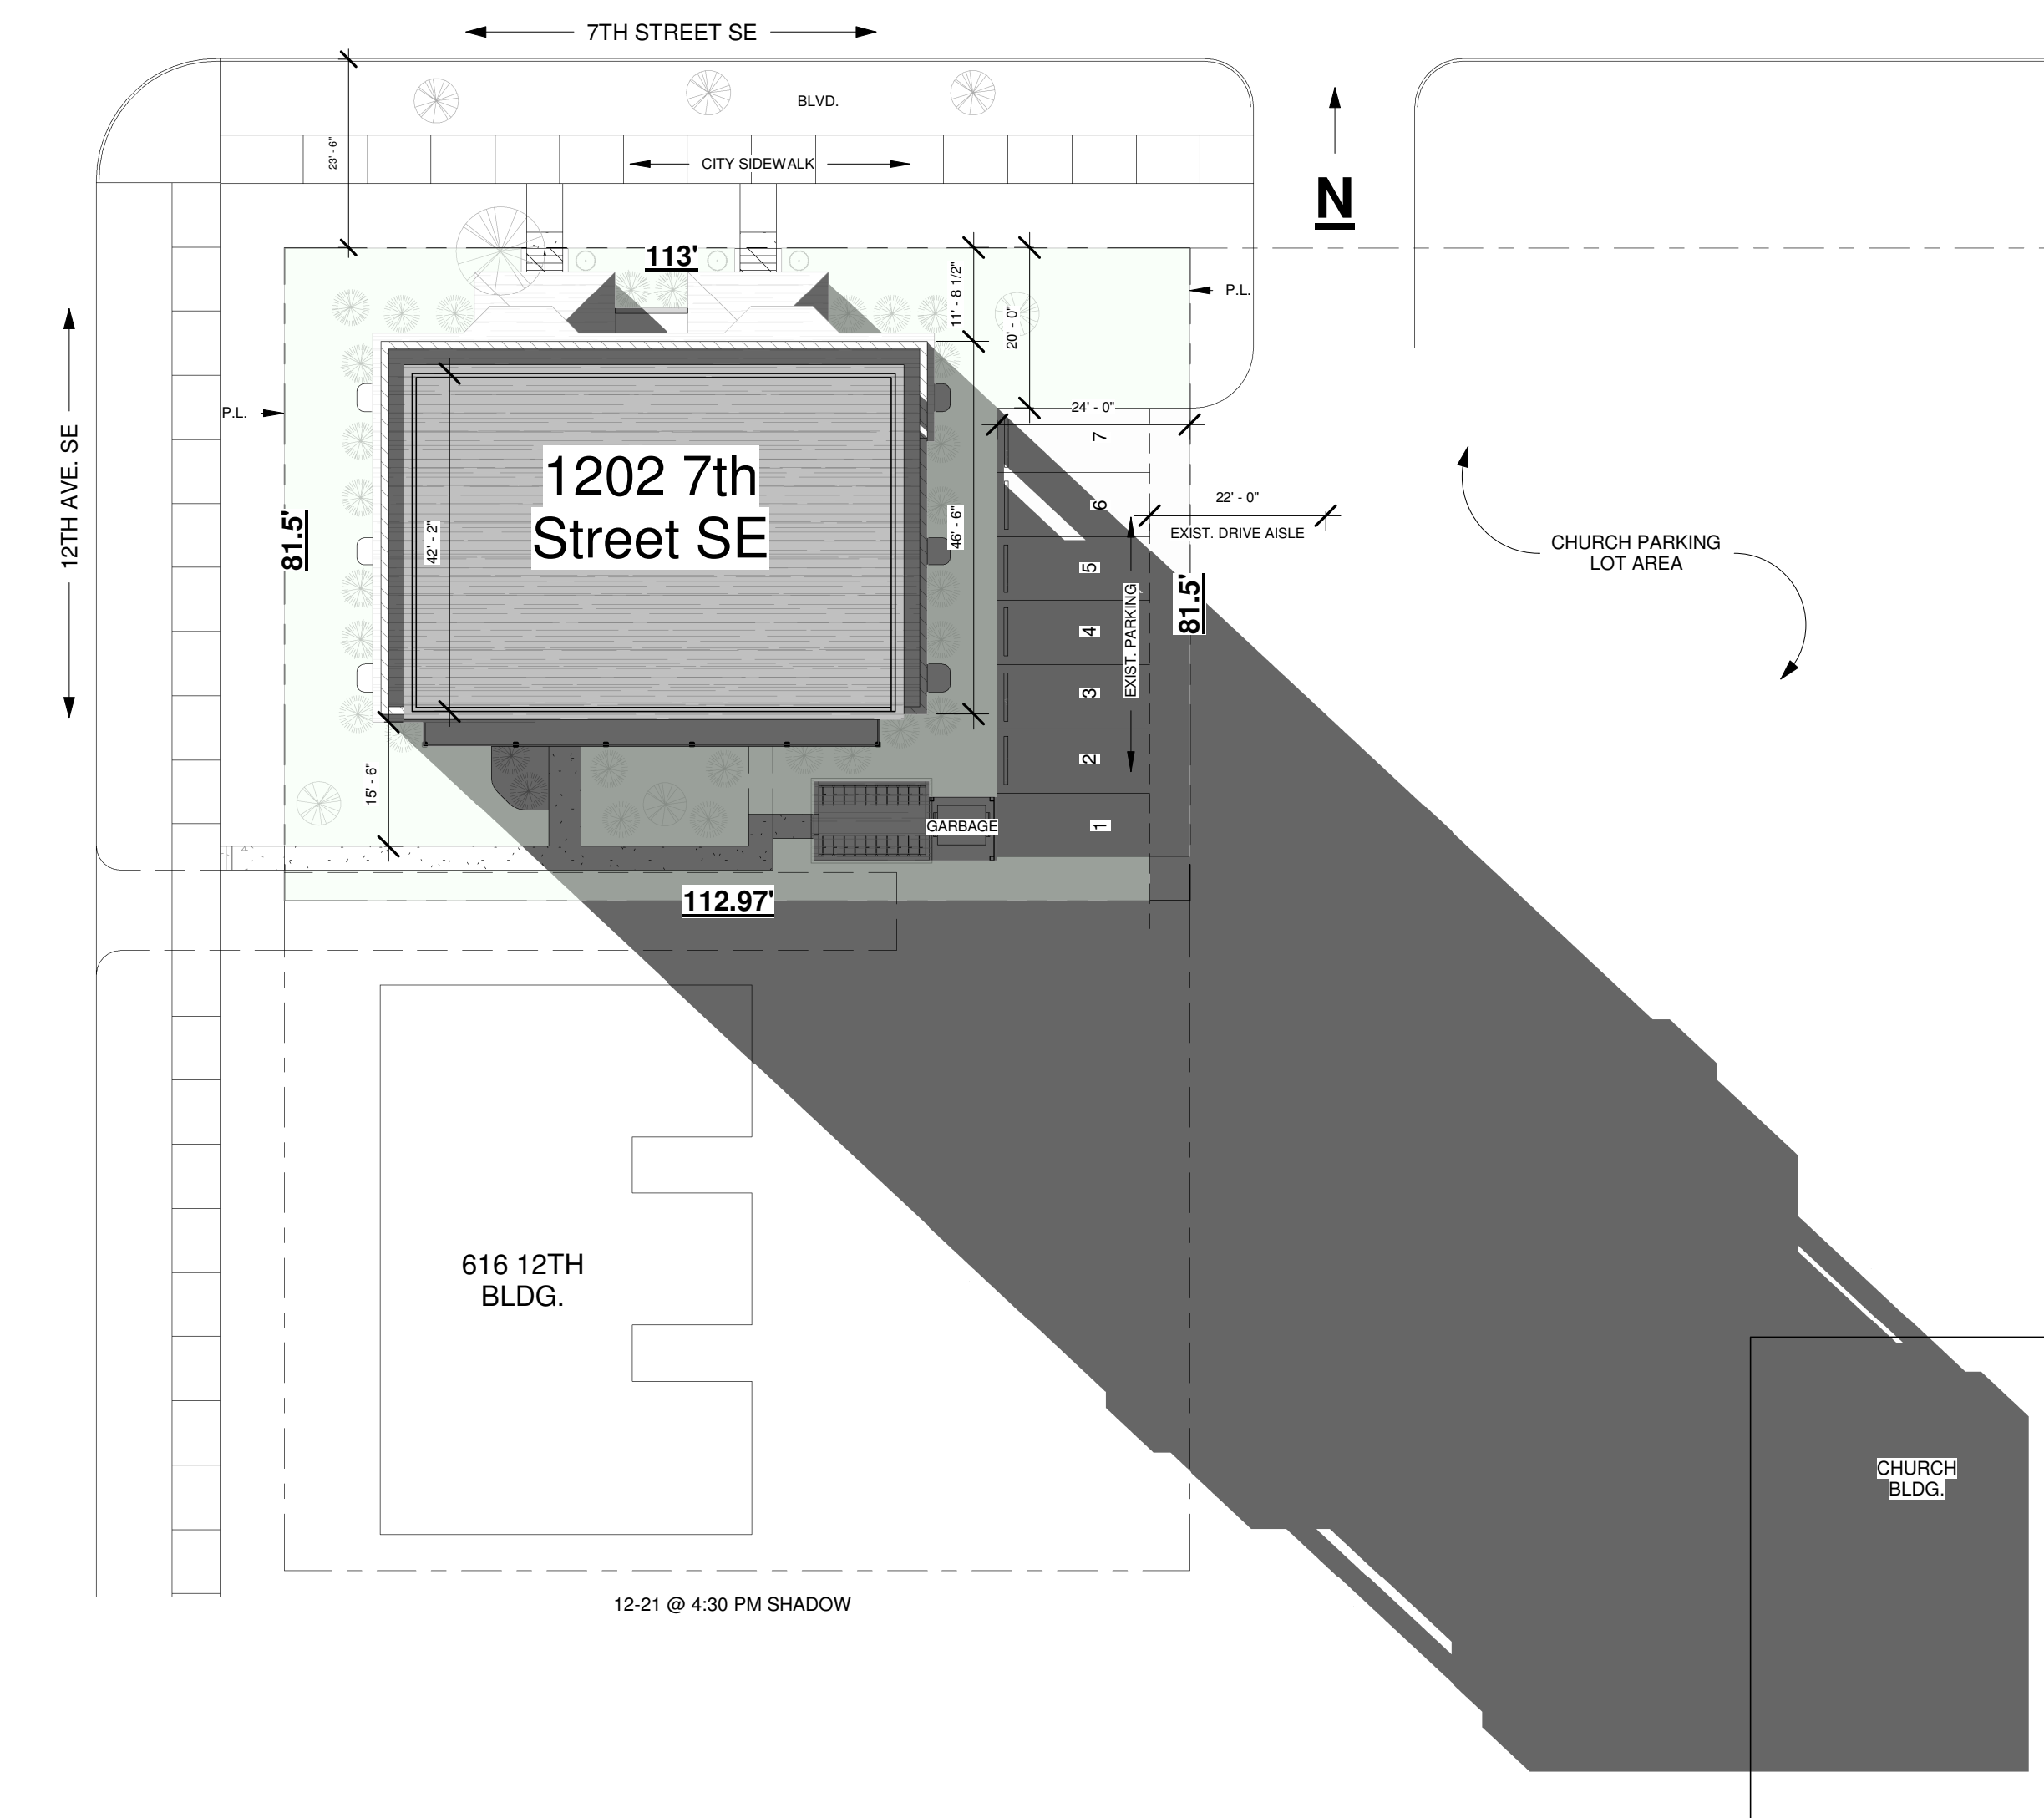 7TH STREET SE
BLVD.
23' - 6"
CITY SIDEWALK
N
113'
11' - 8 1/2"
20' - 0"
P.L.
P.L.
24' - 0"
7
12TH AVE. SE
1202 7th
Street SE
81.5'
42' - 2"
46' - 6"
6
22' - 0"
EXIST. DRIVE AISLE
CHURCH PARKING
LOT AREA
5
81.5'
4
EXIST. PARKING
3
2
15' - 6"
GARBAGE
1
112.97'
616 12TH
BLDG.
CHURCH
BLDG.
12-21 @ 4:30 PM SHADOW